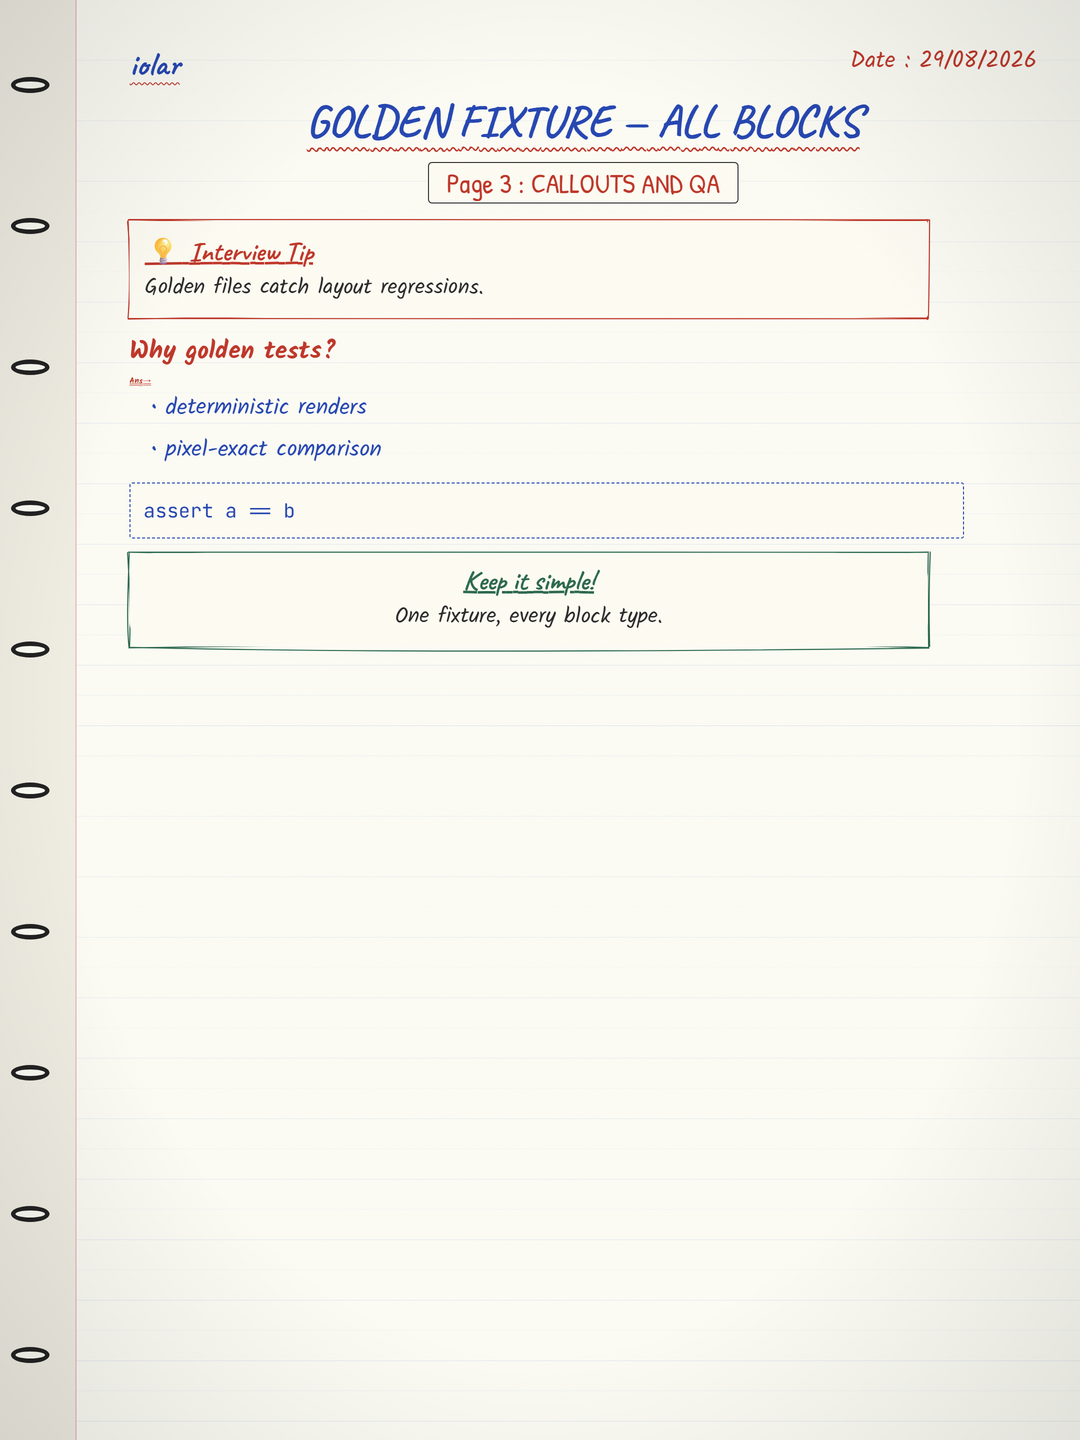 iolar
Date : 29/08/2026
GOLDEN FIXTURE – ALL BLOCKS
Page 3 : CALLOUTS AND QA
💡 Interview Tip
Golden files catch layout regressions.
Why golden tests?
Ans→
• deterministic renders
• pixel-exact comparison
assert a == b
Keep it simple!
One fixture, every block type.